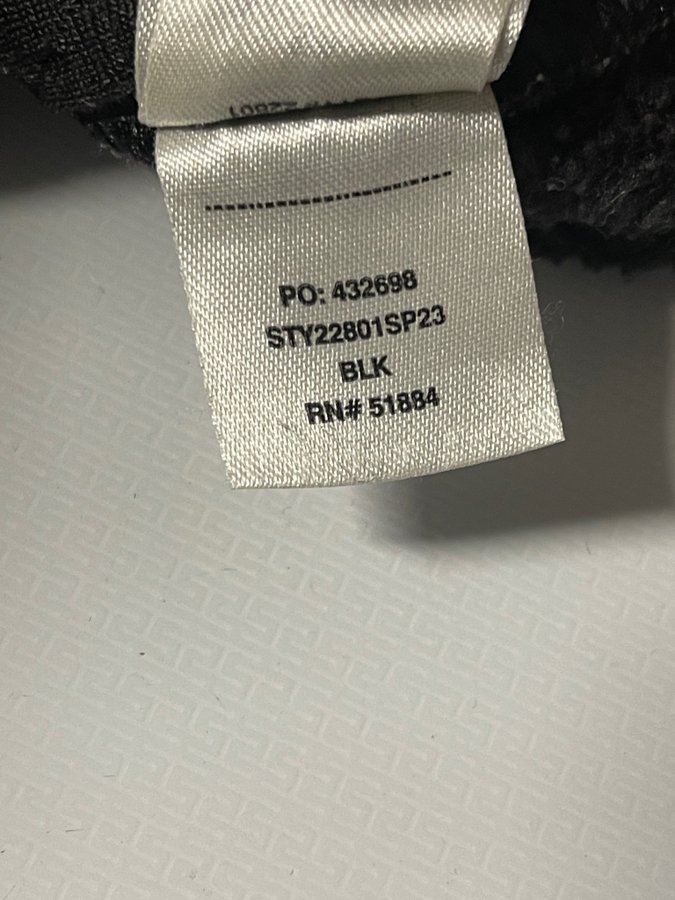 PO: 432698
STY22801SP23
BLK
RN# 51884